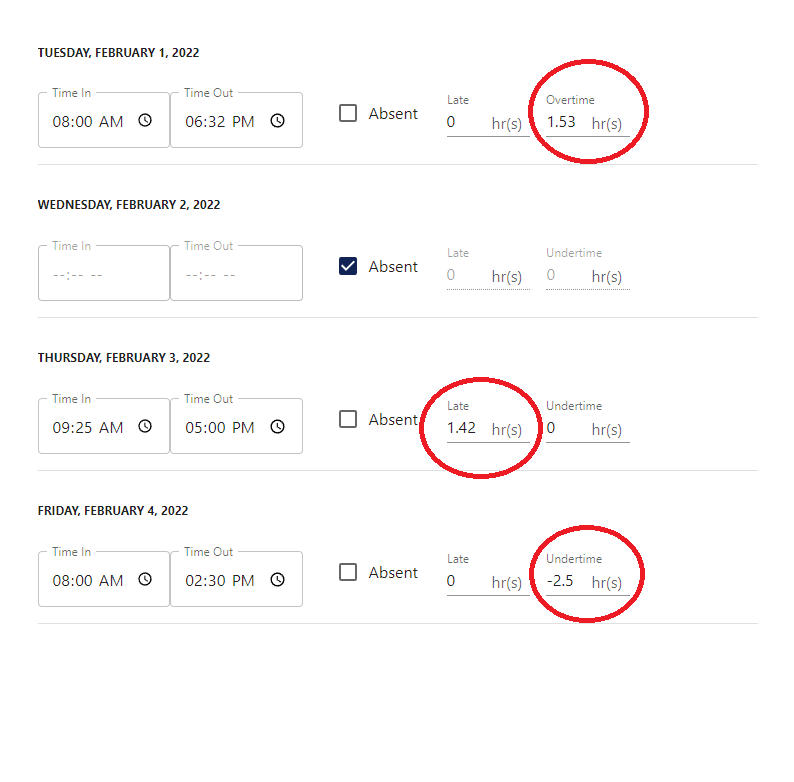 TUESDAY, FEBRUARY 1, 2022
Time In Time Out Late Overtime
08:00 AM 06:32 PM Absent 0 hr(s) 1.53 hr(s)
WEDNESDAY, FEBRUARY 2, 2022
Time In Time Out Late Undertime
--:-- -- --:-- -- Absent 0 hr(s) 0 hr(s)
THURSDAY, FEBRUARY 3, 2022
Time In Time Out Late Undertime
09:25 AM 05:00 PM Absent 1.42 hr(s) 0 hr(s)
FRIDAY, FEBRUARY 4, 2022
Time In Time Out Late Undertime
08:00 AM 02:30 PM Absent 0 hr(s) -2.5 hr(s)